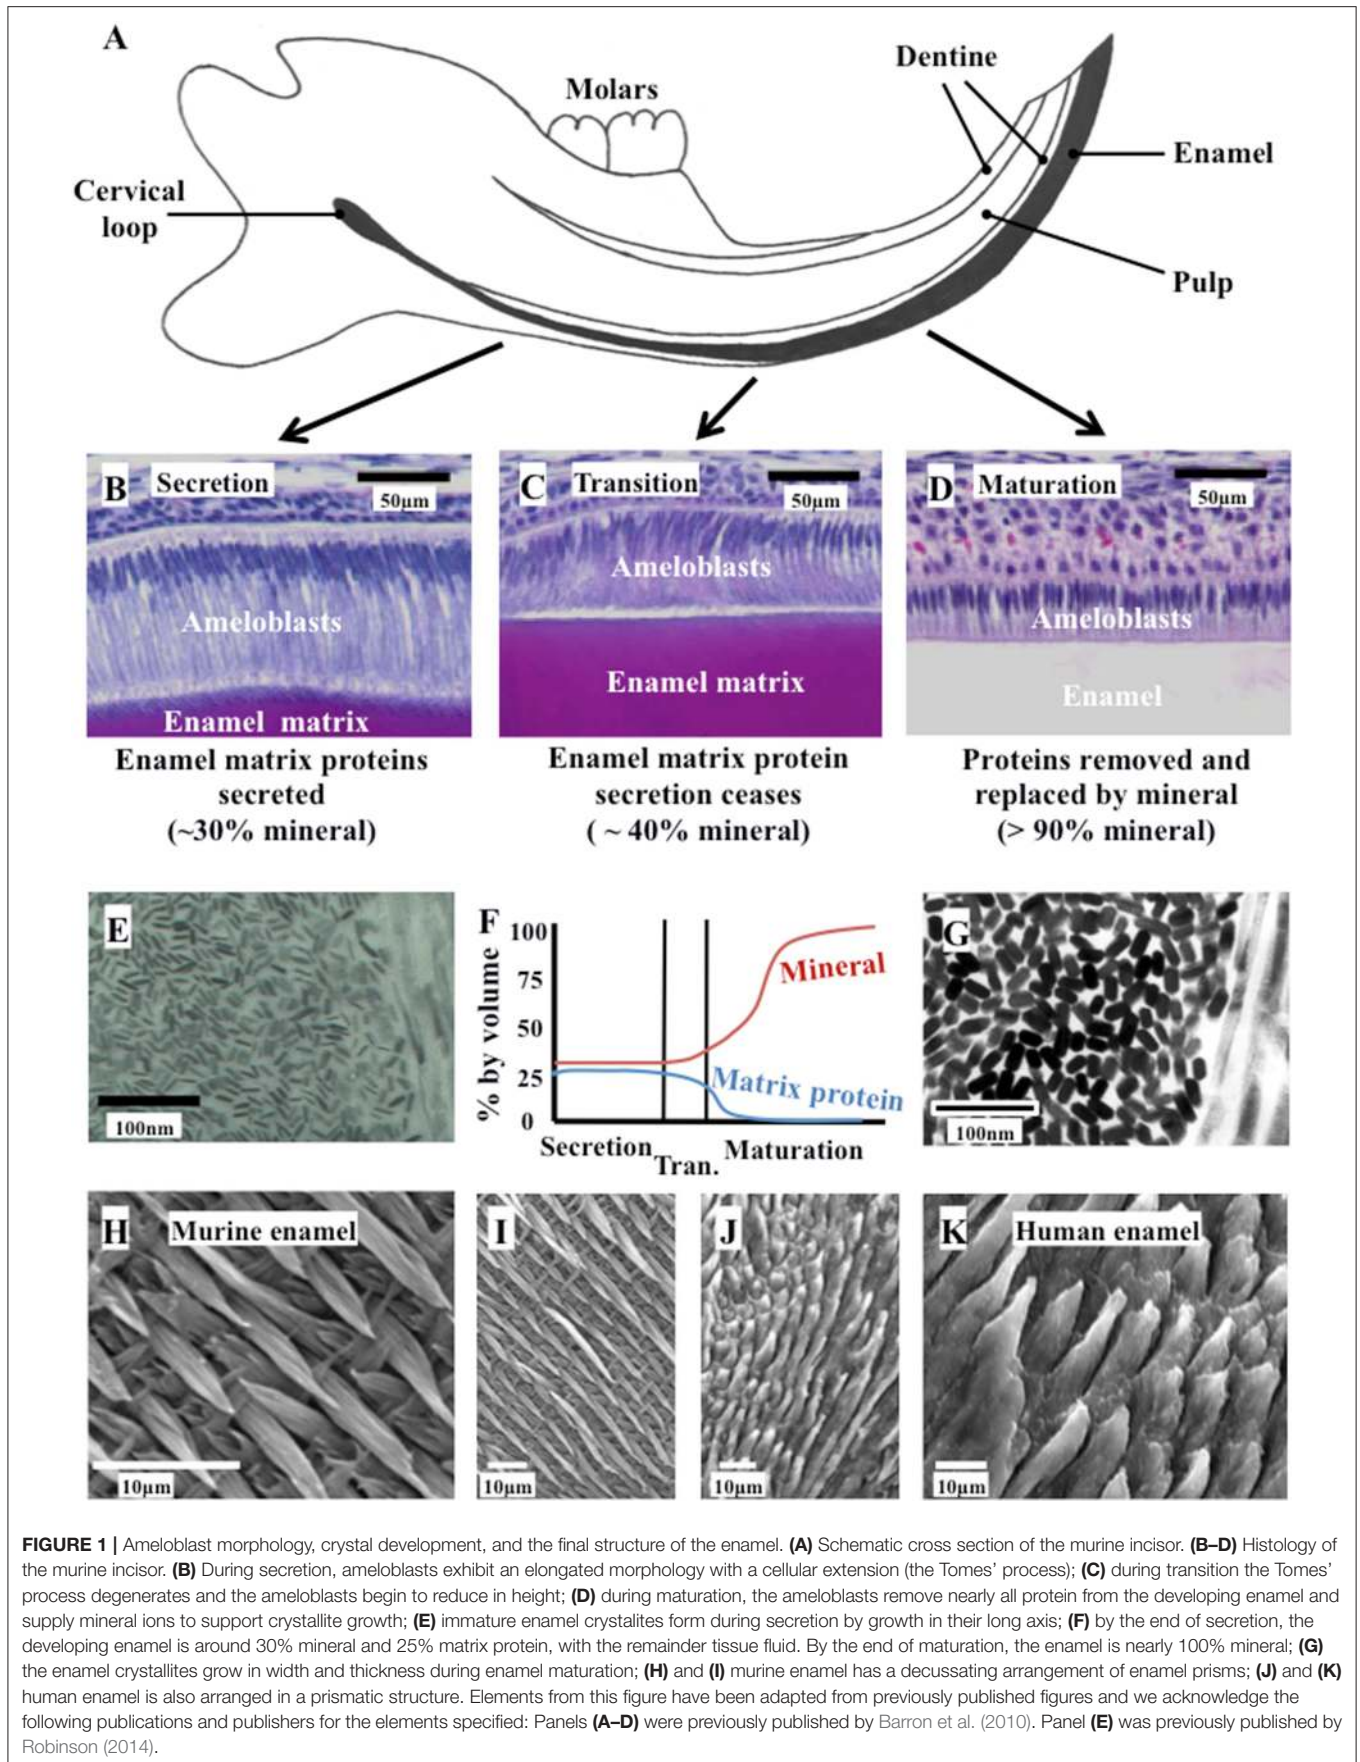 A
Molars
Dentine
Enamel
Cervical
loop
Pulp
B Secretion
50µm
Ameloblasts
Enamel matrix
C Transition
50µm
Ameloblasts
Enamel matrix
D Maturation
50µm
Ameloblasts
Enamel
Enamel matrix proteins
secreted
(~30% mineral)
Enamel matrix protein
secretion ceases
( ~ 40% mineral)
Proteins removed and
replaced by mineral
(> 90% mineral)
E
100nm
F
% by volume
100
75
50
25
0
Mineral
Matrix protein
Secretion
Tran.
Maturation
G
100nm
H Murine enamel
10µm
I
10µm
J
10µm
K Human enamel
10µm
FIGURE 1 | Ameloblast morphology, crystal development, and the final structure of the enamel. (A) Schematic cross section of the murine incisor. (B–D) Histology of
the murine incisor. (B) During secretion, ameloblasts exhibit an elongated morphology with a cellular extension (the Tomes' process); (C) during transition the Tomes'
process degenerates and the ameloblasts begin to reduce in height; (D) during maturation, the ameloblasts remove nearly all protein from the developing enamel and
supply mineral ions to support crystallite growth; (E) immature enamel crystalites form during secretion by growth in their long axis; (F) by the end of secretion, the
developing enamel is around 30% mineral and 25% matrix protein, with the remainder tissue fluid. By the end of maturation, the enamel is nearly 100% mineral; (G)
the enamel crystallites grow in width and thickness during enamel maturation; (H) and (I) murine enamel has a decussating arrangement of enamel prisms; (J) and (K)
human enamel is also arranged in a prismatic structure. Elements from this figure have been adapted from previously published figures and we acknowledge the
following publications and publishers for the elements specified: Panels (A–D) were previously published by Barron et al. (2010). Panel (E) was previously published by
Robinson (2014).